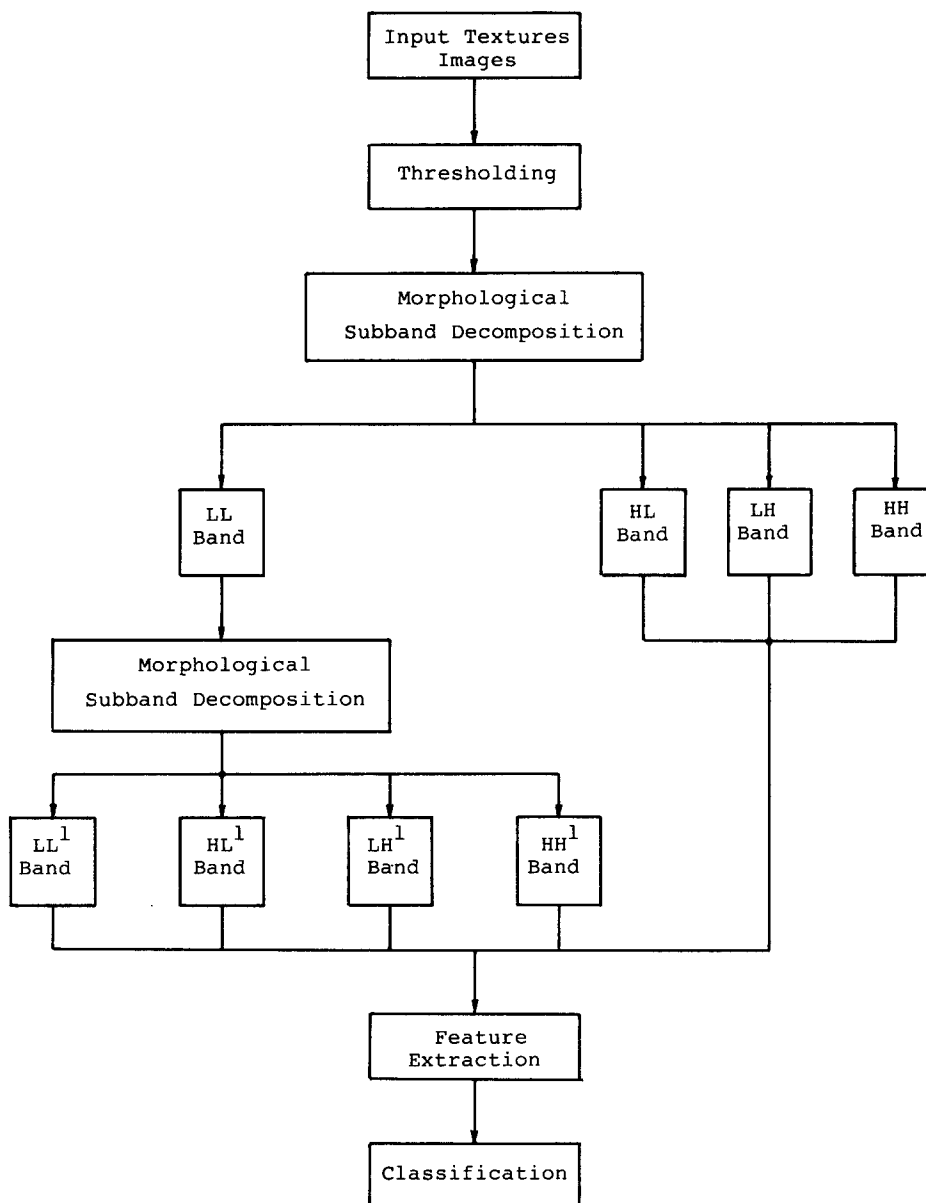 Input Textures
Images
Thresholding
Morphological
Subband Decomposition
LL
Band
HL
Band
LH
Band
HH
Band
Morphological
Subband Decomposition
LL1
Band
HL1
Band
LH1
Band
HH1
Band
Feature
Extraction
Classification